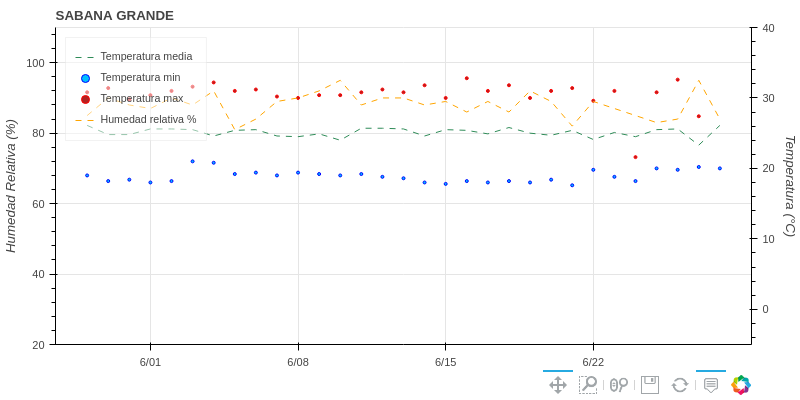 SABANA GRANDE
Temperatura media
Temperatura min
Temperatura max
Humedad relativa %
Humedad Relativa (%)
100
80
60
40
20
40
30
20
10
0
Temperatura (°C)
6/01
6/08
6/15
6/22